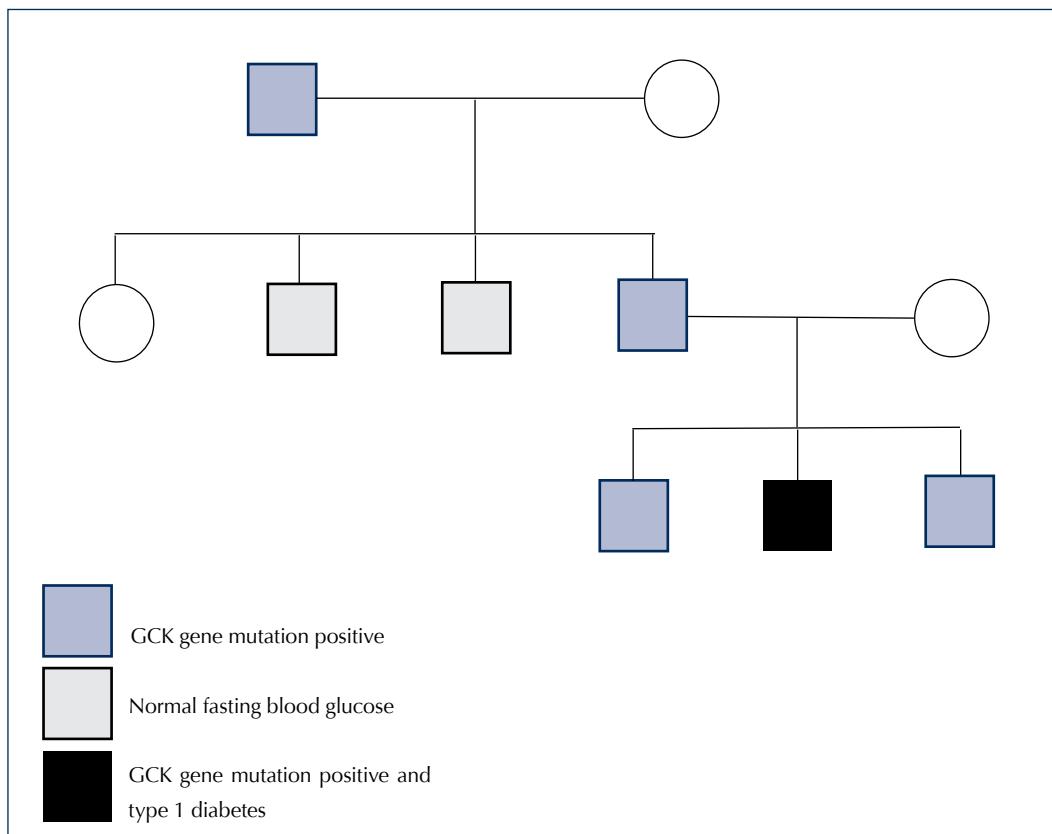 GCK gene mutation positive
Normal fasting blood glucose
GCK gene mutation positive and
type 1 diabetes